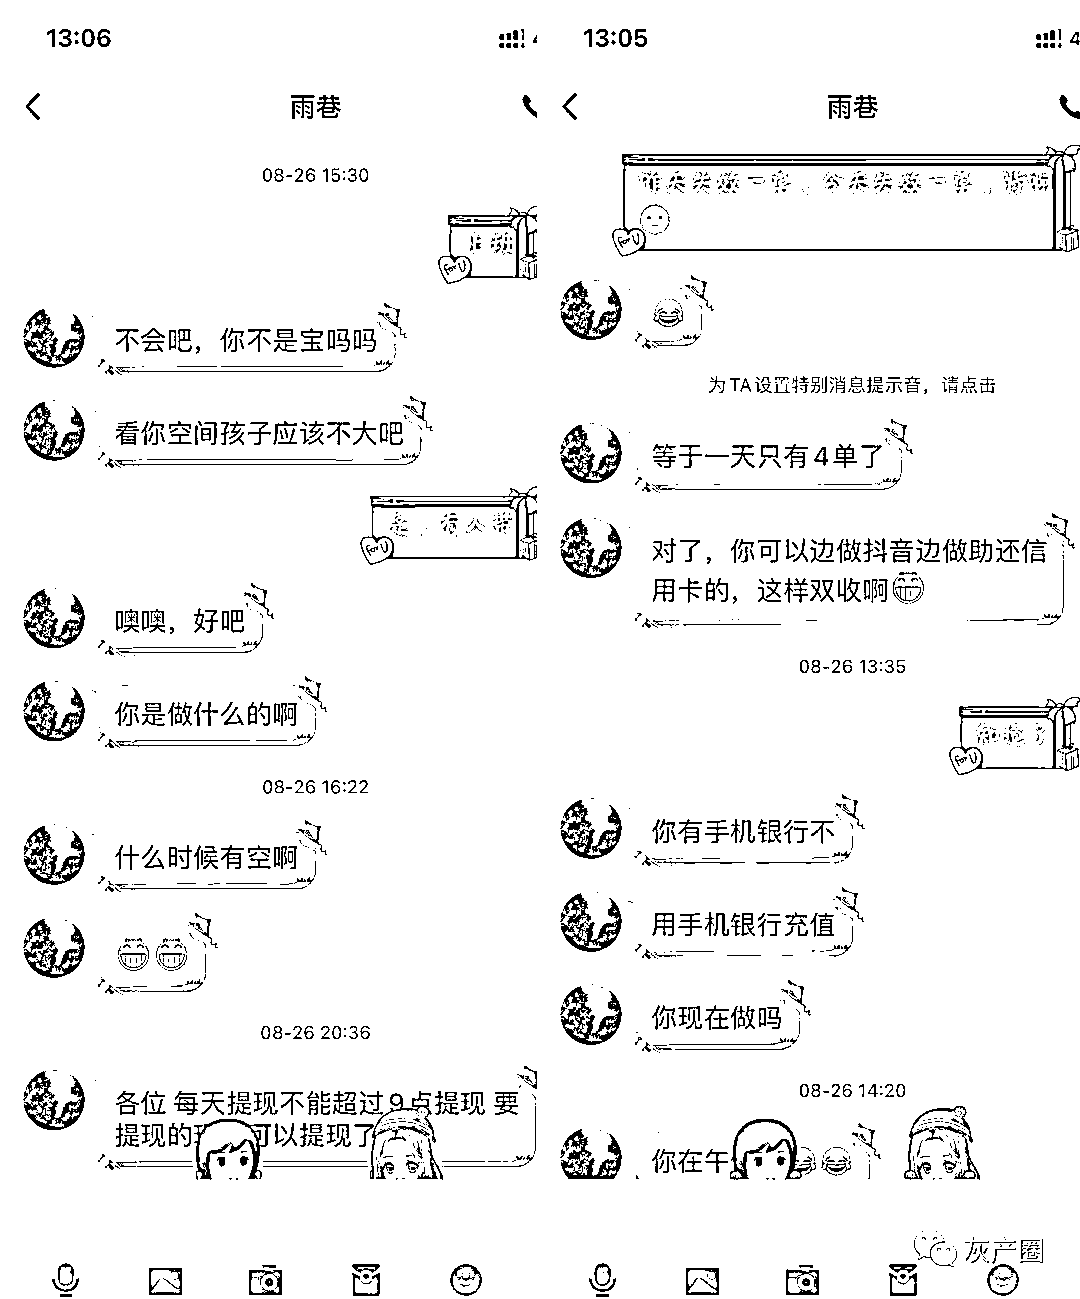 13:06
雨巷
08-26 15:30
for U
不会吧，你不是宝吗吗
看你空间孩子应该不大吧
for U
噢噢，好吧
你是做什么的啊
08-26 16:22
什么时候有空啊
08-26 20:36
各位 每天提现不能超过9点提现 要
提现的 可以提现了
13:05
4
雨巷
for U
为TA设置特别消息提示音，请点击
等于一天只有4单了
对了，你可以边做抖音边做助还信
用卡的，这样双收啊
08-26 13:35
for U
你有手机银行不
用手机银行充值
你现在做吗
08-26 14:20
你在午
灰产圈